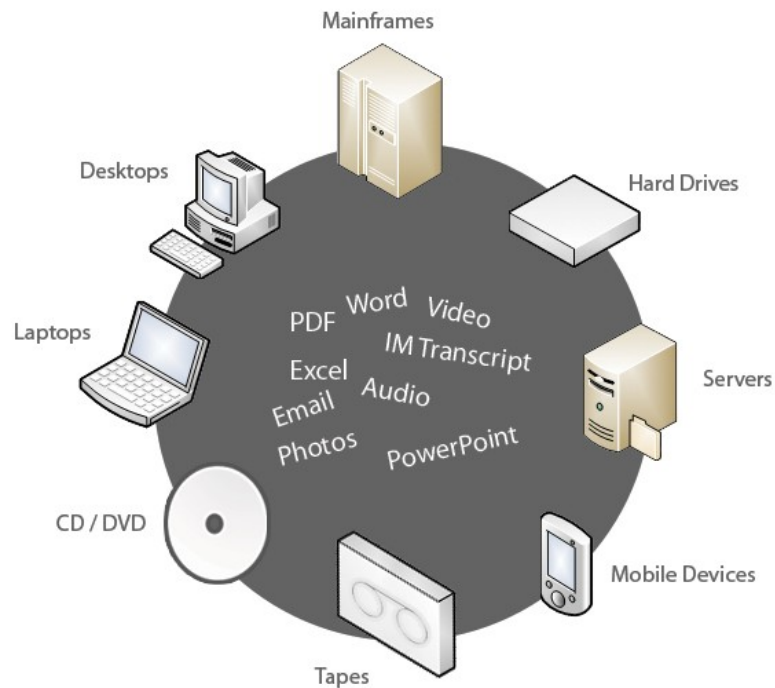 Mainframes
Desktops
Hard Drives
Laptops
PDF
Word
Video
IM Transcript
Excel
Audio
Email
Photos
PowerPoint
Servers
CD / DVD
Mobile Devices
Tapes